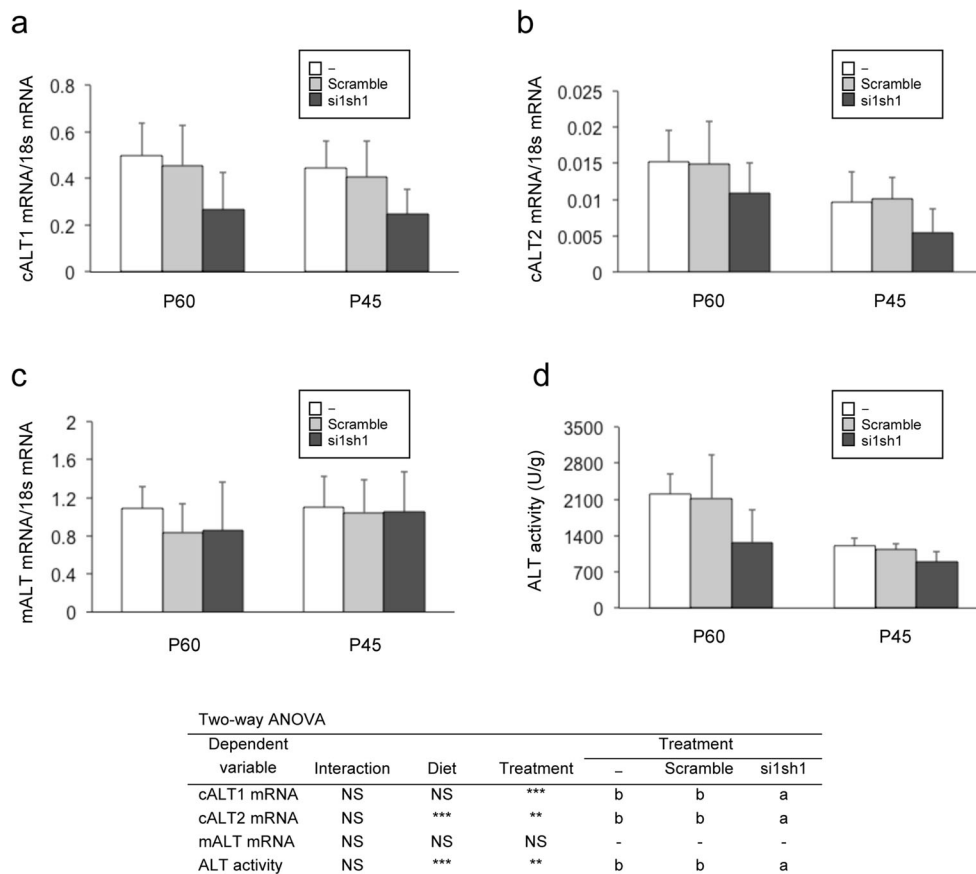 a
–
Scramble
si1sh1
cALT1 mRNA/18s mRNA
0.8
0.6
0.4
0.2
0
P60 P45
b
–
Scramble
si1sh1
cALT2 mRNA/18s mRNA
0.025
0.02
0.015
0.01
0.005
0
P60 P45
c
–
Scramble
si1sh1
mALT mRNA/18s mRNA
2
1.6
1.2
0.8
0.4
0
P60 P45
d
–
Scramble
si1sh1
ALT activity (U/g)
3500
2800
2100
1400
700
0
P60 P45
Two-way ANOVA
Dependent Treatment
variable Interaction Diet Treatment – Scramble si1sh1
cALT1 mRNA NS NS *** b b a
cALT2 mRNA NS *** ** b b a
mALT mRNA NS NS NS - - -
ALT activity NS *** ** b b a